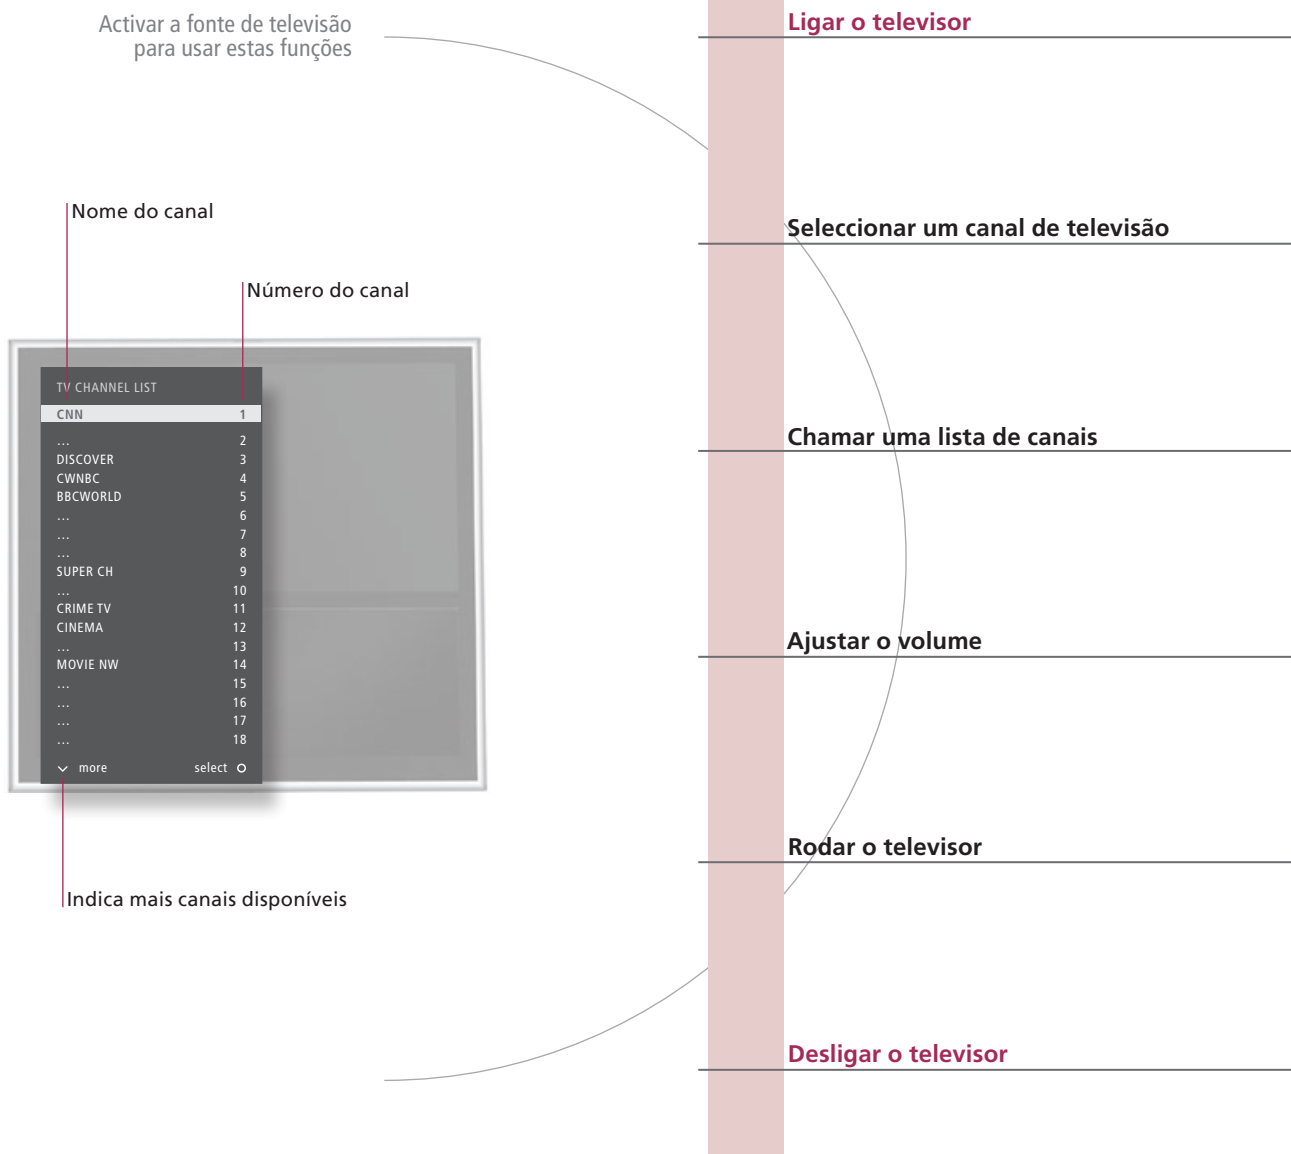 Activar a fonte de televisão
para usar estas funções
Nome do canal
Número do canal
TV CHANNEL LIST
CNN 1
... 2
DISCOVER 3
CWNBC 4
BBCWORLD 5
... 6
... 7
... 8
SUPER CH 9
... 10
CRIME TV 11
CINEMA 12
... 13
MOVIE NW 14
... 15
... 16
... 17
... 18
more select
Indica mais canais disponíveis
Ligar o televisor
Seleccionar um canal de televisão
Chamar uma lista de canais
Ajustar o volume
Rodar o televisor
Desligar o televisor